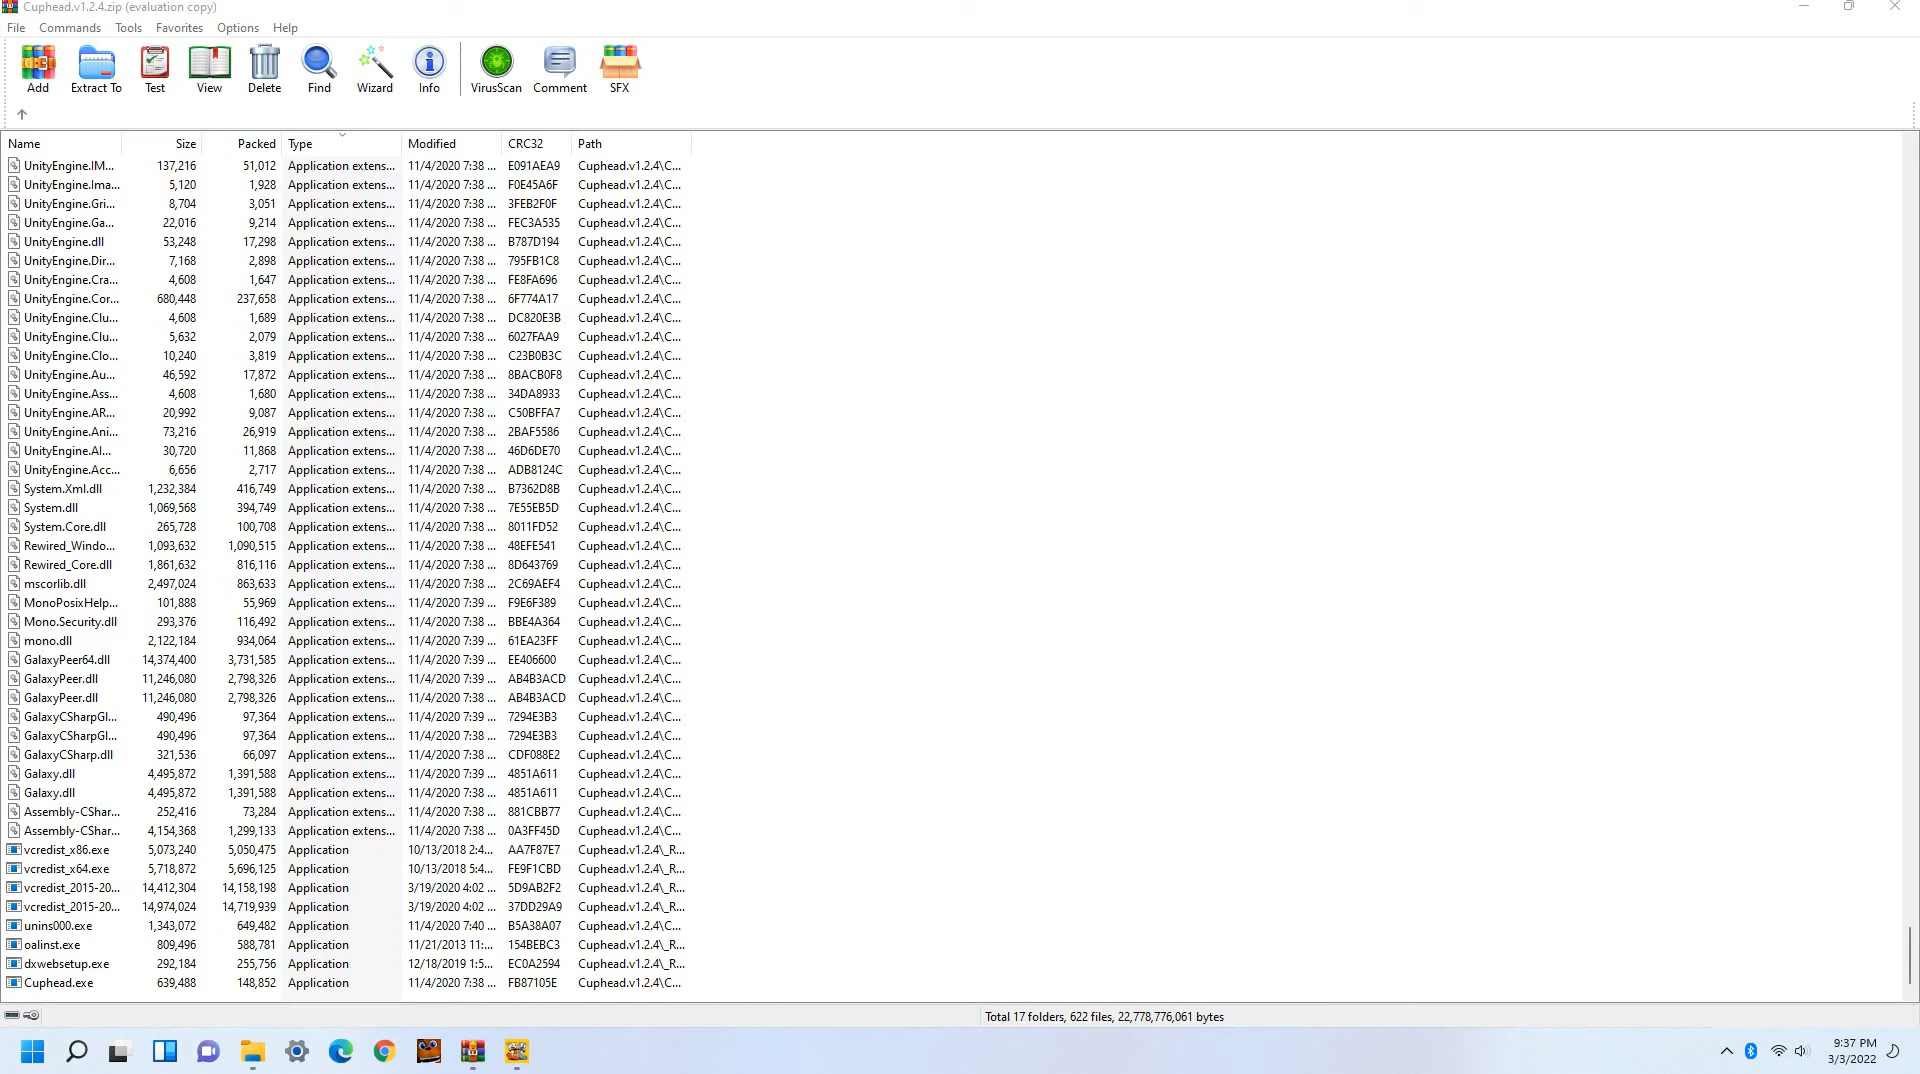 Cuphead.v1.2.4.zip (evaluation copy)
File Commands Tools Favorites Options Help
Add Extract To Test View Delete Find Wizard Info VirusScan Comment SFX
Name Size Packed Type Modified CRC32 Path
UnityEngine.IM... 137,216 51,012 Application extens... 11/4/2020 7:38 ... E091AEA9 Cuphead.v1.2.4\C...
UnityEngine.Ima... 5,120 1,928 Application extens... 11/4/2020 7:38 ... F0E45A6F Cuphead.v1.2.4\C...
UnityEngine.Gri... 8,704 3,051 Application extens... 11/4/2020 7:38 ... 3FEB2F0F Cuphead.v1.2.4\C...
UnityEngine.Ga... 22,016 9,214 Application extens... 11/4/2020 7:38 ... FEC3A535 Cuphead.v1.2.4\C...
UnityEngine.dll 53,248 17,298 Application extens... 11/4/2020 7:38 ... B787D194 Cuphead.v1.2.4\C...
UnityEngine.Dir... 7,168 2,898 Application extens... 11/4/2020 7:38 ... 795FB1C8 Cuphead.v1.2.4\C...
UnityEngine.Cra... 4,608 1,647 Application extens... 11/4/2020 7:38 ... FE8FA696 Cuphead.v1.2.4\C...
UnityEngine.Cor... 680,448 237,658 Application extens... 11/4/2020 7:38 ... 6F774A17 Cuphead.v1.2.4\C...
UnityEngine.Clu... 4,608 1,689 Application extens... 11/4/2020 7:38 ... DC820E3B Cuphead.v1.2.4\C...
UnityEngine.Clu... 5,632 2,079 Application extens... 11/4/2020 7:38 ... 6027FAA9 Cuphead.v1.2.4\C...
UnityEngine.Clo... 10,240 3,819 Application extens... 11/4/2020 7:38 ... C23B0B3C Cuphead.v1.2.4\C...
UnityEngine.Au... 46,592 17,872 Application extens... 11/4/2020 7:38 ... 8BACB0F8 Cuphead.v1.2.4\C...
UnityEngine.Ass... 4,608 1,680 Application extens... 11/4/2020 7:38 ... 34DA8933 Cuphead.v1.2.4\C...
UnityEngine.AR... 20,992 9,087 Application extens... 11/4/2020 7:38 ... C50BFFA7 Cuphead.v1.2.4\C...
UnityEngine.Ani... 73,216 26,919 Application extens... 11/4/2020 7:38 ... 2BAF5586 Cuphead.v1.2.4\C...
UnityEngine.AI... 30,720 11,868 Application extens... 11/4/2020 7:38 ... 46D6DE70 Cuphead.v1.2.4\C...
UnityEngine.Acc... 6,656 2,717 Application extens... 11/4/2020 7:38 ... ADB8124C Cuphead.v1.2.4\C...
System.Xml.dll 1,232,384 416,749 Application extens... 11/4/2020 7:38 ... B7362D8B Cuphead.v1.2.4\C...
System.dll 1,069,568 394,749 Application extens... 11/4/2020 7:38 ... 7E55EB5D Cuphead.v1.2.4\C...
System.Core.dll 265,728 100,708 Application extens... 11/4/2020 7:38 ... 8011FD52 Cuphead.v1.2.4\C...
Rewired_Windo... 1,093,632 1,090,515 Application extens... 11/4/2020 7:38 ... 48EFE541 Cuphead.v1.2.4\C...
Rewired_Core.dll 1,861,632 816,116 Application extens... 11/4/2020 7:38 ... 8D643769 Cuphead.v1.2.4\C...
mscorlib.dll 2,497,024 863,633 Application extens... 11/4/2020 7:38 ... 2C69AEF4 Cuphead.v1.2.4\C...
MonoPosixHelp... 101,888 55,969 Application extens... 11/4/2020 7:39 ... F9E6F389 Cuphead.v1.2.4\C...
Mono.Security.dll 293,376 116,492 Application extens... 11/4/2020 7:38 ... BBE4A364 Cuphead.v1.2.4\C...
mono.dll 2,122,184 934,064 Application extens... 11/4/2020 7:39 ... 61EA23FF Cuphead.v1.2.4\C...
GalaxyPeer64.dll 14,374,400 3,731,585 Application extens... 11/4/2020 7:39 ... EE406600 Cuphead.v1.2.4\C...
GalaxyPeer.dll 11,246,080 2,798,326 Application extens... 11/4/2020 7:39 ... AB4B3ACD Cuphead.v1.2.4\C...
GalaxyPeer.dll 11,246,080 2,798,326 Application extens... 11/4/2020 7:38 ... AB4B3ACD Cuphead.v1.2.4\C...
GalaxyCSharpGl... 490,496 97,364 Application extens... 11/4/2020 7:39 ... 7294E3B3 Cuphead.v1.2.4\C...
GalaxyCSharpGl... 490,496 97,364 Application extens... 11/4/2020 7:38 ... 7294E3B3 Cuphead.v1.2.4\C...
GalaxyCSharp.dll 321,536 66,097 Application extens... 11/4/2020 7:38 ... CDF088E2 Cuphead.v1.2.4\C...
Galaxy.dll 4,495,872 1,391,588 Application extens... 11/4/2020 7:39 ... 4851A611 Cuphead.v1.2.4\C...
Galaxy.dll 4,495,872 1,391,588 Application extens... 11/4/2020 7:38 ... 4851A611 Cuphead.v1.2.4\C...
Assembly-CShar... 252,416 73,284 Application extens... 11/4/2020 7:38 ... 881CBB77 Cuphead.v1.2.4\C...
Assembly-CShar... 4,154,368 1,299,133 Application extens... 11/4/2020 7:38 ... 0A3FF45D Cuphead.v1.2.4\C...
vcredist_x86.exe 5,073,240 5,050,475 Application 10/13/2018 2:4... AA7F87E7 Cuphead.v1.2.4\_R...
vcredist_x64.exe 5,718,872 5,696,125 Application 10/13/2018 5:4... FE9F1CBD Cuphead.v1.2.4\_R...
vcredist_2015-20... 14,412,304 14,158,198 Application 3/19/2020 4:02 ... 5D9AB2F2 Cuphead.v1.2.4\_R...
vcredist_2015-20... 14,974,024 14,719,939 Application 3/19/2020 4:02 ... 37DD29A9 Cuphead.v1.2.4\_R...
unins000.exe 1,343,072 649,482 Application 11/4/2020 7:40 ... B5A38A07 Cuphead.v1.2.4\C...
oalinst.exe 809,496 588,781 Application 11/21/2013 11:... 154BEBC3 Cuphead.v1.2.4\_R...
dxwebsetup.exe 292,184 255,756 Application 12/18/2019 1:5... EC0A2594 Cuphead.v1.2.4\_R...
Cuphead.exe 639,488 148,852 Application 11/4/2020 7:38 ... FB87105E Cuphead.v1.2.4\C...
Total 17 folders, 622 files, 22,778,776,061 bytes
9:37 PM
3/3/2022